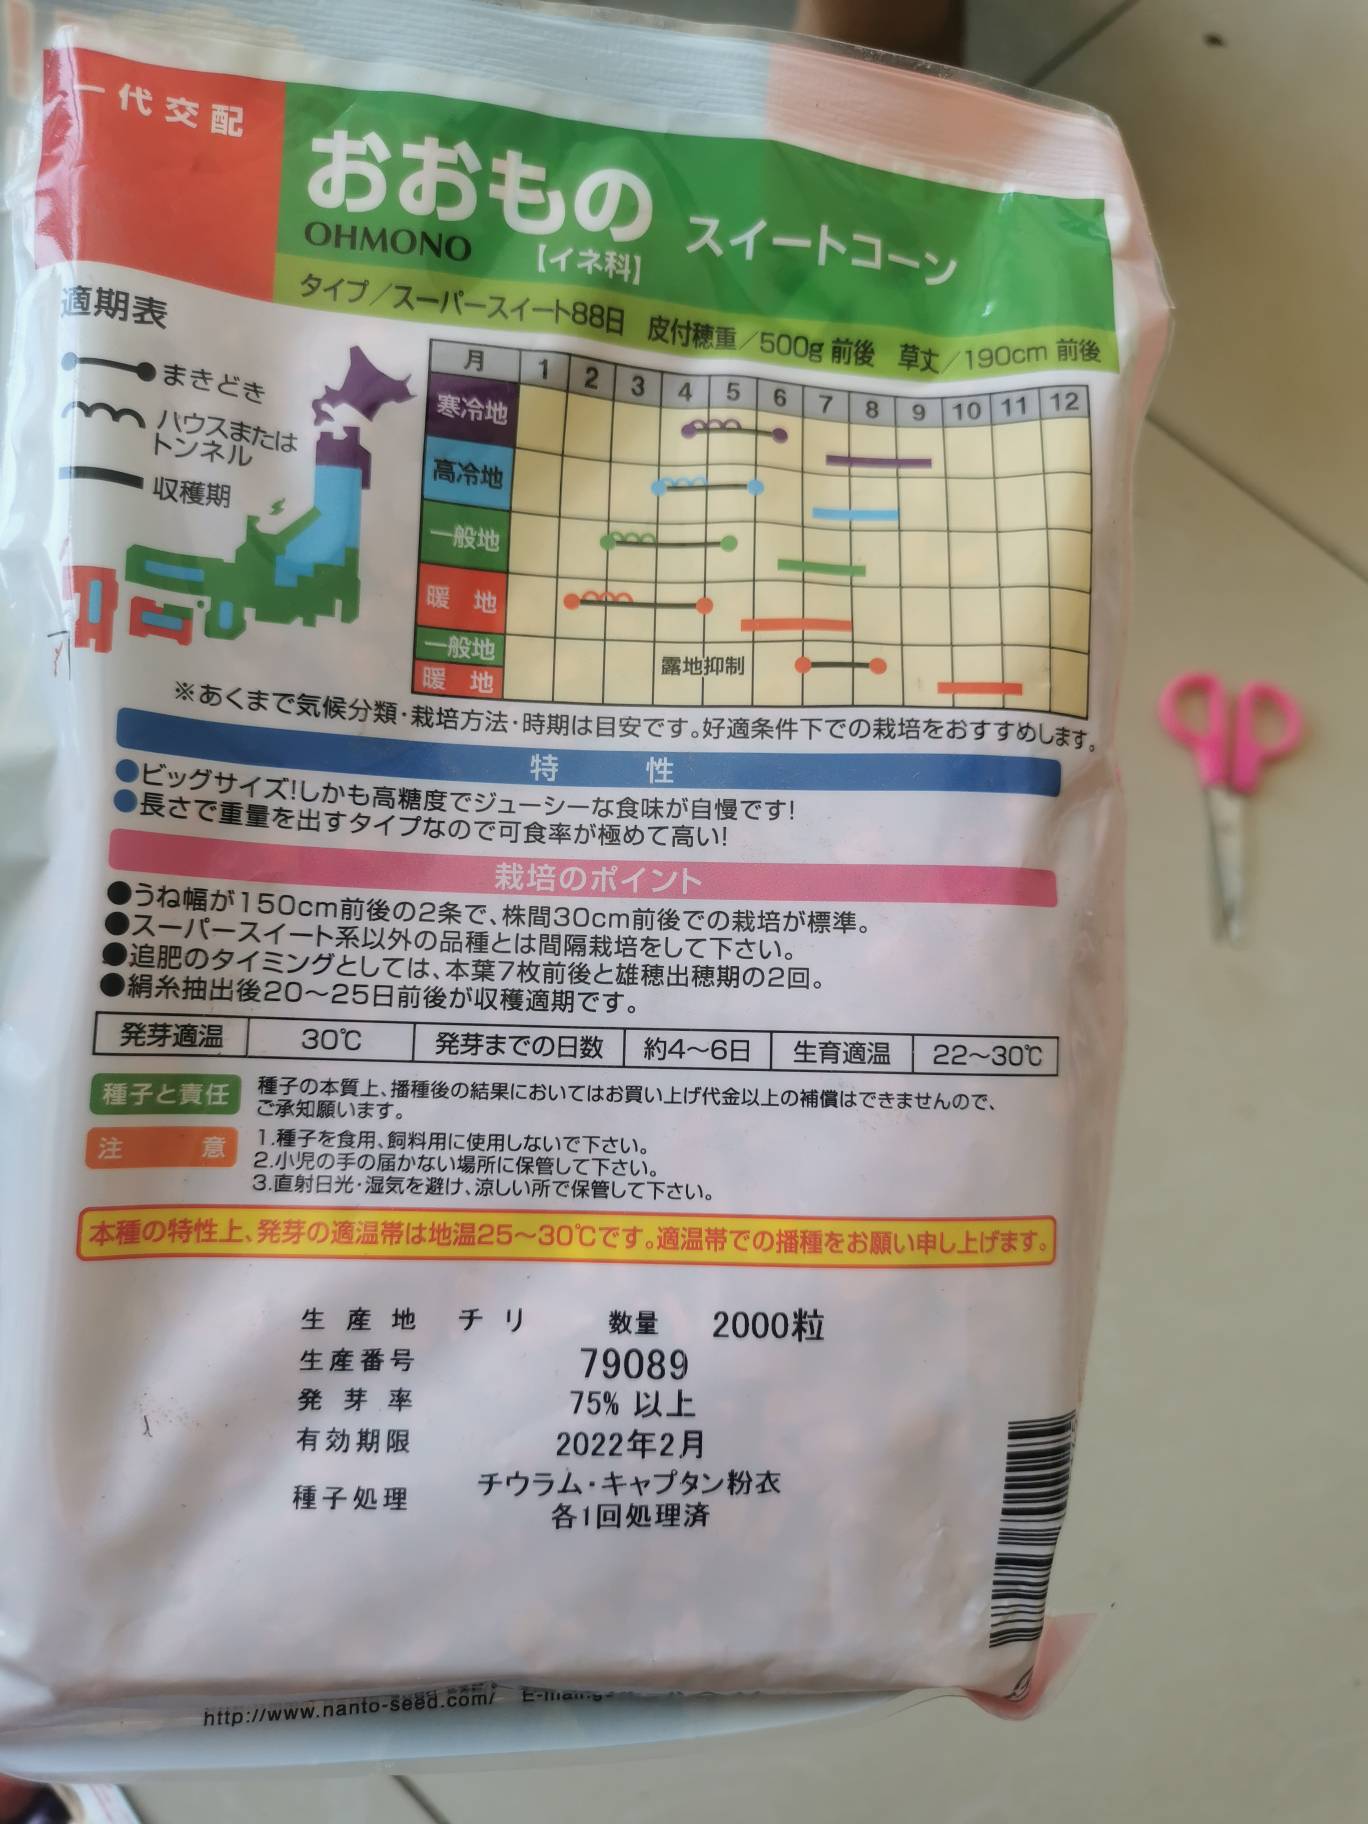 一代交配
おおもの スイートコーン
OHMONO 【イネ科】
タイプ／スーパースイート88日 皮付穂重／500g 前後 草丈／190cm 前後
適期表
まきどき
ハウスまたは
トンネル
収穫期
月 1 2 3 4 5 6 7 8 9 10 11 12
寒冷地
高冷地
一般地
暖 地
一般地
暖 地
露地抑制
※あくまで気候分類・栽培方法・時期は目安です。好適条件下での栽培をおすすめします。
特 性
●ビッグサイズ!しかも高糖度でジューシーな食味が自慢です!
●長さで重量を出すタイプなので可食率が極めて高い!
栽培のポイント
●うね幅が150cm前後の2条で、株間30cm前後での栽培が標準。
●スーパースイート系以外の品種とは間隔栽培をして下さい。
●追肥のタイミングとしては、本葉7枚前後と雄穂出穂期の2回。
●絹糸抽出後20～25日前後が収穫適期です。
発芽適温 30℃ 発芽までの日数 約4～6日 生育適温 22～30℃
種子と責任 種子の本質上、播種後の結果においてはお買い上げ代金以上の補償はできませんので、
ご承知願います。
注 意 1.種子を食用、飼料用に使用しないで下さい。
2.小児の手の届かない場所に保管して下さい。
3.直射日光・湿気を避け、涼しい所で保管して下さい。
本種の特性上、発芽の適温帯は地温25～30℃です。適温帯での播種をお願い申し上げます。
生産地 チリ 数量 2000粒
生産番号 79089
発芽率 75% 以上
有効期限 2022年2月
種子処理 チウラム・キャプタン粉衣
各1回処理済
http://www.nanto-seed.com/